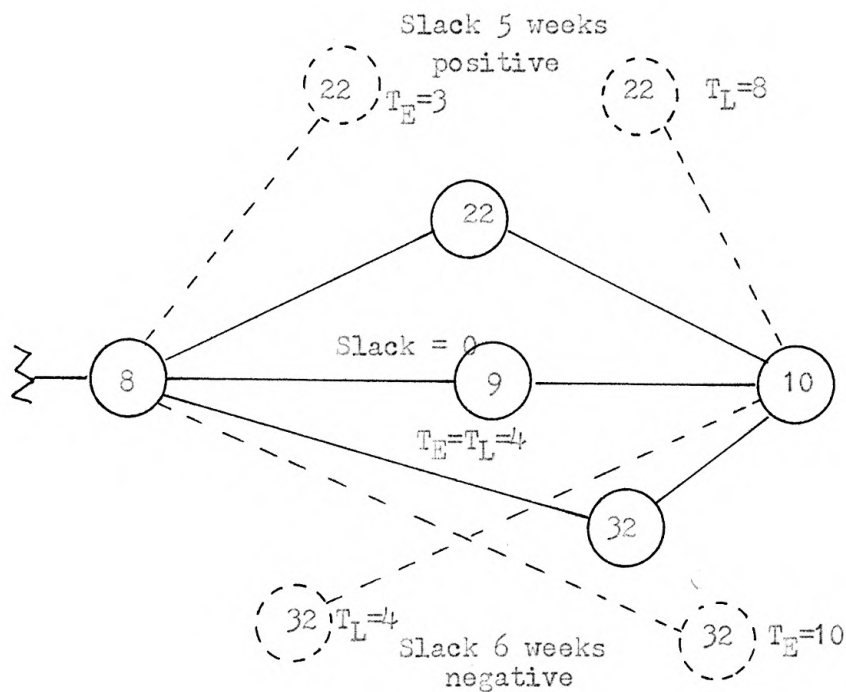 Slack 5 weeks
positive
22
T_E=3
22
T_L=8
22
Slack = 0
8
9
10
T_E=T_L=4
32
32
T_L=4
32
T_E=10
Slack 6 weeks
negative